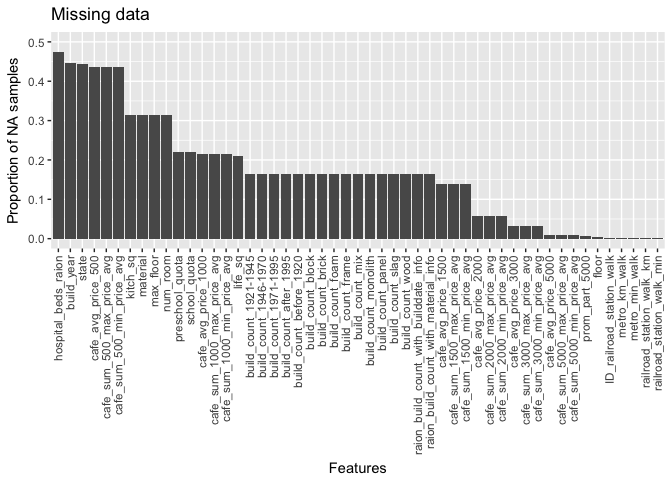 Missing data
Proportion of NA samples
0.5
0.4
0.3
0.2
0.1
0.0
hospital_beds_raion
build_year
state
cafe_avg_price_500
cafe_sum_500_max_price_avg
cafe_sum_500_min_price_avg
kitch_sq
material
max_floor
num_room
preschool_quota
school_quota
cafe_avg_price_1000
cafe_sum_1000_max_price_avg
cafe_sum_1000_min_price_avg
life_sq
build_count_1921-1945
build_count_1946-1970
build_count_1971-1995
build_count_after_1995
build_count_before_1920
build_count_block
build_count_brick
build_count_foam
build_count_frame
build_count_mix
build_count_monolith
build_count_panel
build_count_slag
build_count_wood
raion_build_count_with_builddate_info
raion_build_count_with_material_info
cafe_avg_price_1500
cafe_sum_1500_max_price_avg
cafe_sum_1500_min_price_avg
cafe_avg_price_2000
cafe_sum_2000_max_price_avg
cafe_sum_2000_min_price_avg
cafe_avg_price_3000
cafe_sum_3000_max_price_avg
cafe_sum_3000_min_price_avg
cafe_avg_price_5000
cafe_sum_5000_max_price_avg
cafe_sum_5000_min_price_avg
prom_part_5000
floor
ID_railroad_station_walk
metro_km_walk
metro_min_walk
railroad_station_walk_km
railroad_station_walk_min
Features